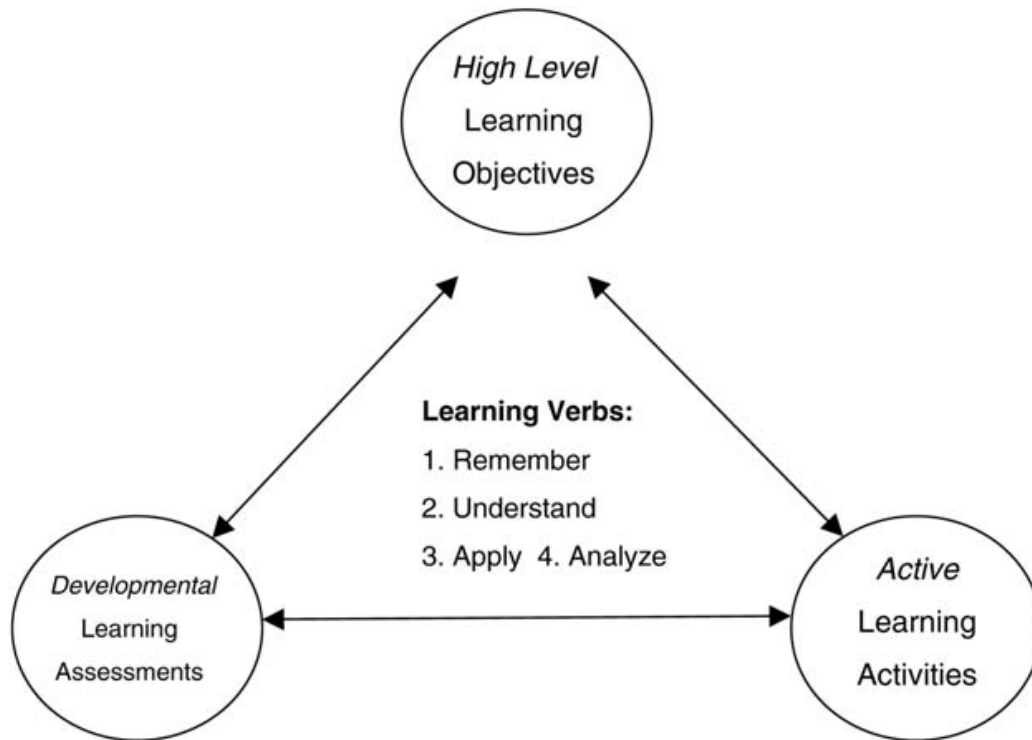 High Level
Learning
Objectives
Learning Verbs:
1. Remember
2. Understand
3. Apply 4. Analyze
Developmental
Learning
Assessments
Active
Learning
Activities